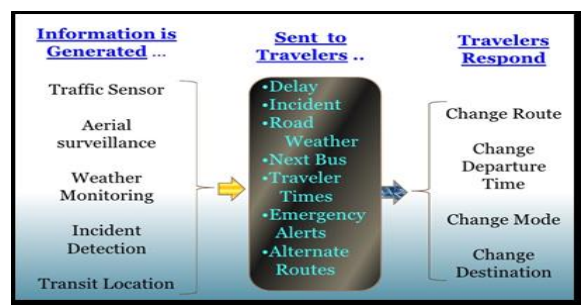 Information is
Generated ...
Traffic Sensor
Aerial
surveillance
Weather
Monitoring
Incident
Detection
Transit Location
Sent to
Travelers ..
•Delay
•Incident
•Road
Weather
•Next Bus
•Traveler
Times
•Emergency
Alerts
•Alternate
Routes
Travelers
Respond
Change Route
Change
Departure
Time
Change Mode
Change
Destination